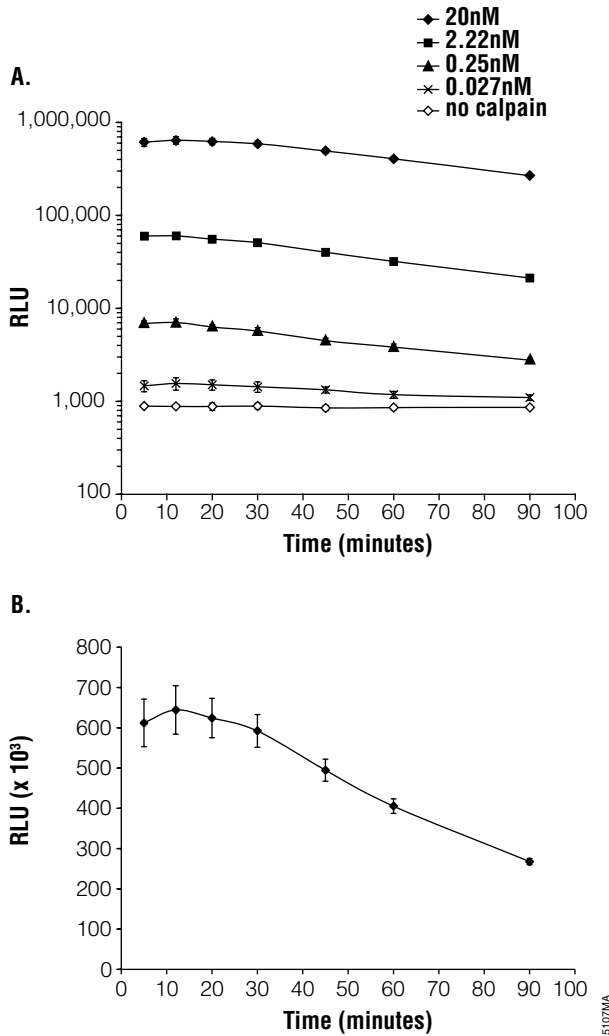 20nM
2.22nM
0.25nM
0.027nM
no calpain
A.
1,000,000
100,000
10,000
1,000
100
RLU
0 10 20 30 40 50 60 70 80 90 100
Time (minutes)
B.
800
700
600
500
400
300
200
100
0
RLU (x 10³)
0 10 20 30 40 50 60 70 80 90 100
Time (minutes)
5107MA